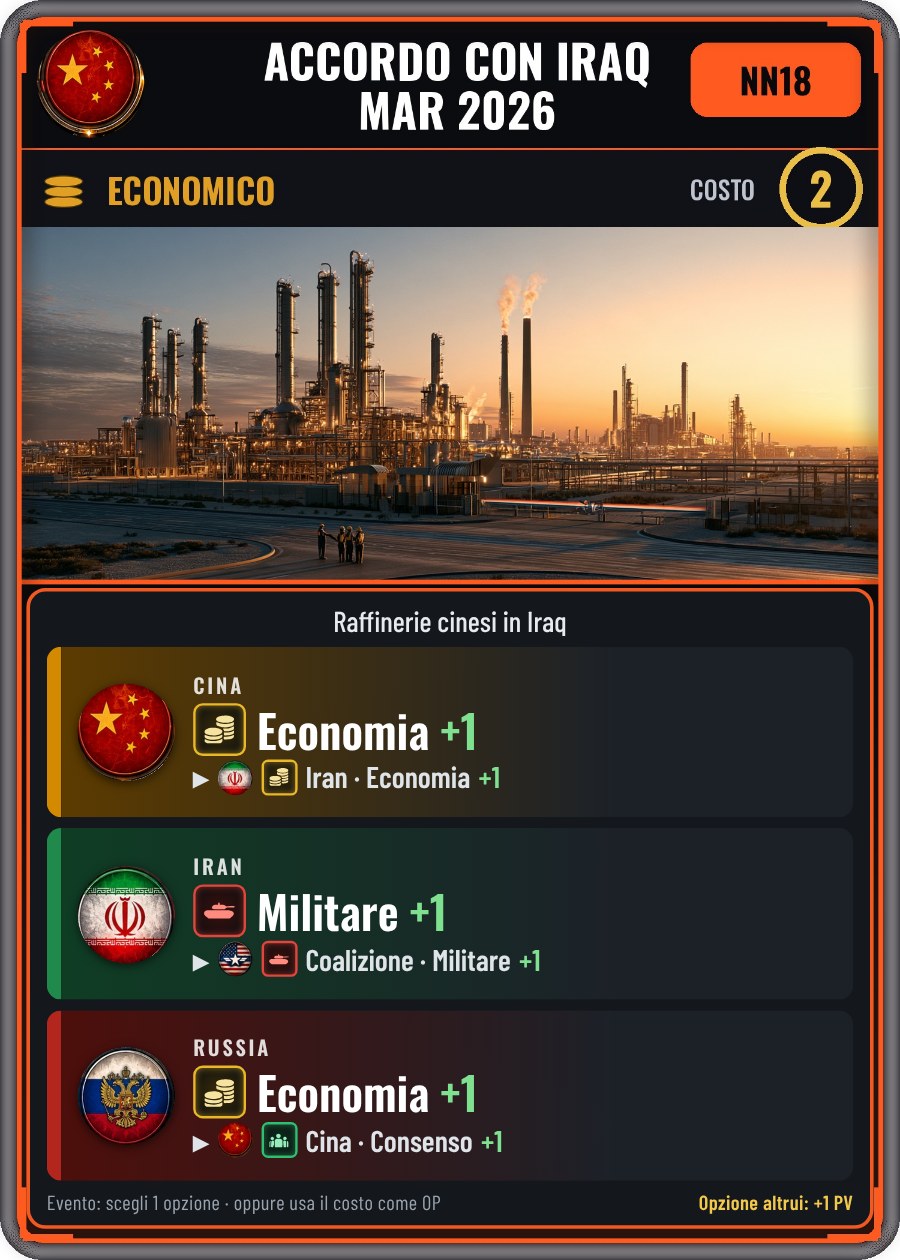 ACCORDO CON IRAQ
MAR 2026
NN18
ECONOMICO
COSTO
2
Raffinerie cinesi in Iraq
CINA
Economia +1
▶ Iran · Economia +1
IRAN
Militare +1
▶ Coalizione · Militare +1
RUSSIA
Economia +1
▶ Cina · Consenso +1
Evento: scegli 1 opzione · oppure usa il costo come OP
Opzione altrui: +1 PV